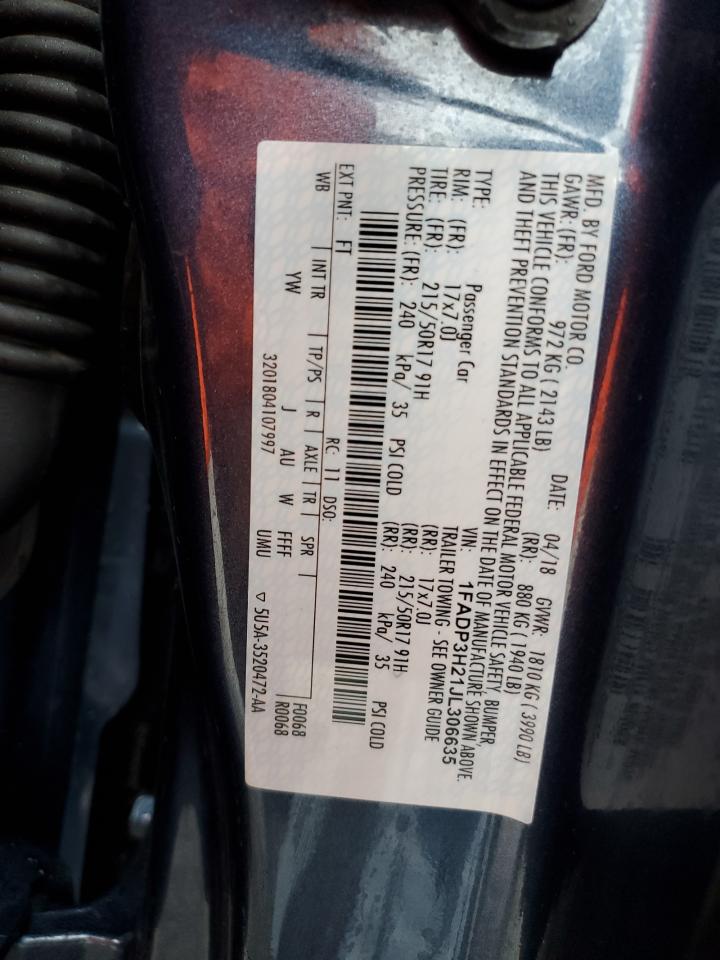 MFD. BY FORD MOTOR CO.
DATE: 04/18 GVWR: 1810 KG ( 3990 LB)
GAWR: (FR): 972 KG ( 2143 LB) (RR): 880 KG ( 1940 LB)
THIS VEHICLE CONFORMS TO ALL APPLICABLE FEDERAL MOTOR VEHICLE SAFETY, BUMPER,
AND THEFT PREVENTION STANDARDS IN EFFECT ON THE DATE OF MANUFACTURE SHOWN ABOVE.
VIN: 1FADP3H21JL306635
TYPE: Passenger Car TRAILER TOWING - SEE OWNER GUIDE
RIM: (FR): 17x7.0J (RR): 17x7.0J
TIRE: (FR): 215/50R17 91H (RR): 215/50R17 91H
PRESSURE: (FR): 240 kPa/ 35 PSI COLD (RR): 240 kPa/ 35 PSI COLD
EXT PNT: FT RC: 11 DSO: F0068
WB INT TR TP/PS R AXLE TR SPR R0068
YW J AU W FFFF
3201804107997 UMU ▽ 5U5A-3520472-AA